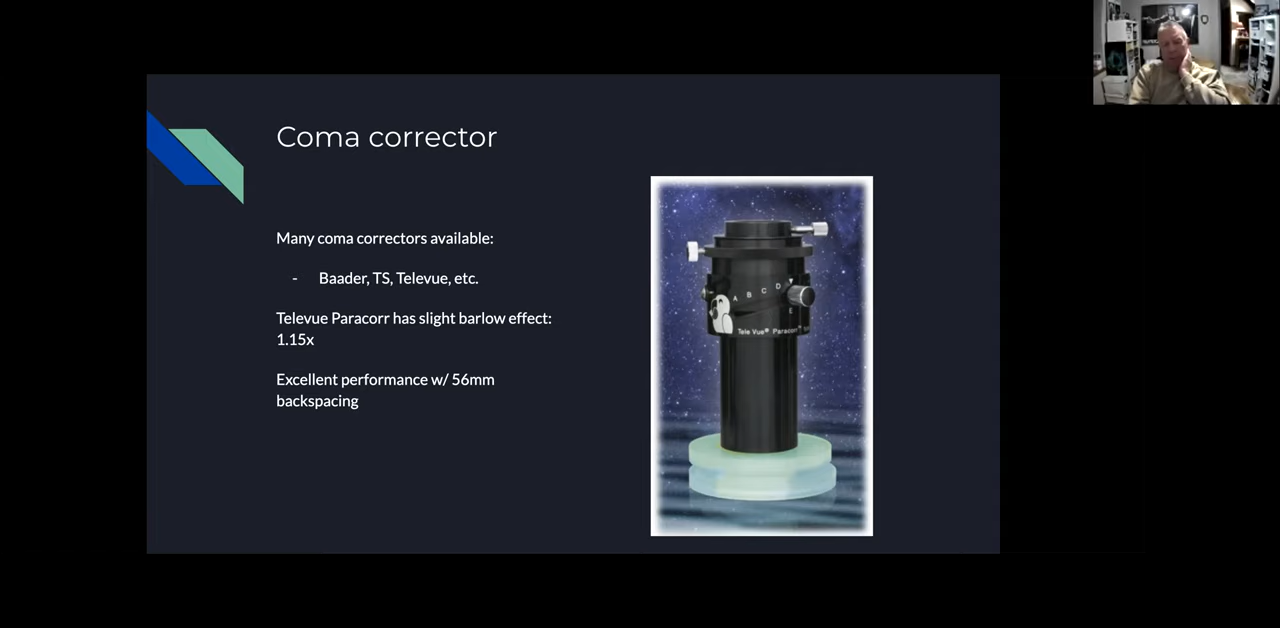 Coma corrector
Many coma correctors available:
- Baader, TS, Televue, etc.
Televue Paracorr has slight barlow effect:
1.15x
Excellent performance w/ 56mm
backspacing
A B C D
E
Tele Vue® Paracorr